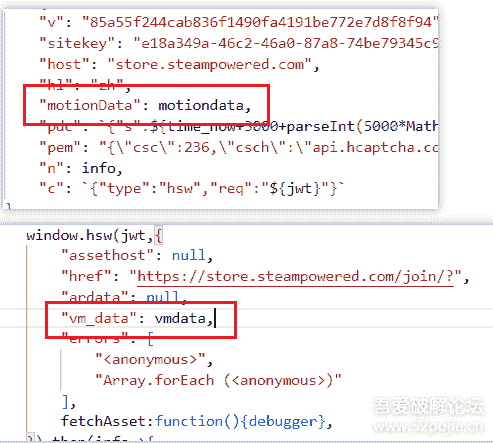 "v": "85a55f244cab836f1490fa4191be772e7d8f8f94"
"sitekey": "e18a349a-46c2-46a0-87a8-74be79345c9
"host": "store.steampowered.com",
"hl": "zh",
"motionData": motiondata,
"pdc": `{"s":${time_now+3000+parseInt(5000*Math
"pem": "{\"csc\":236,\"csch\":\"api.hcaptcha.co
"n": info,
"c": `{"type":"hsw","req":"${jwt}"}`
}
window.hsw(jwt,{
"assethost": null,
"href": "https://store.steampowered.com/join/?",
"ardata": null,
"vm_data": vmdata,
"errors": [
"<anonymous>",
"Array.forEach (<anonymous>)"
],
fetchAsset:function(){debugger},
}).then(info =>{
吾爱破解论坛
www.52pojie.cn